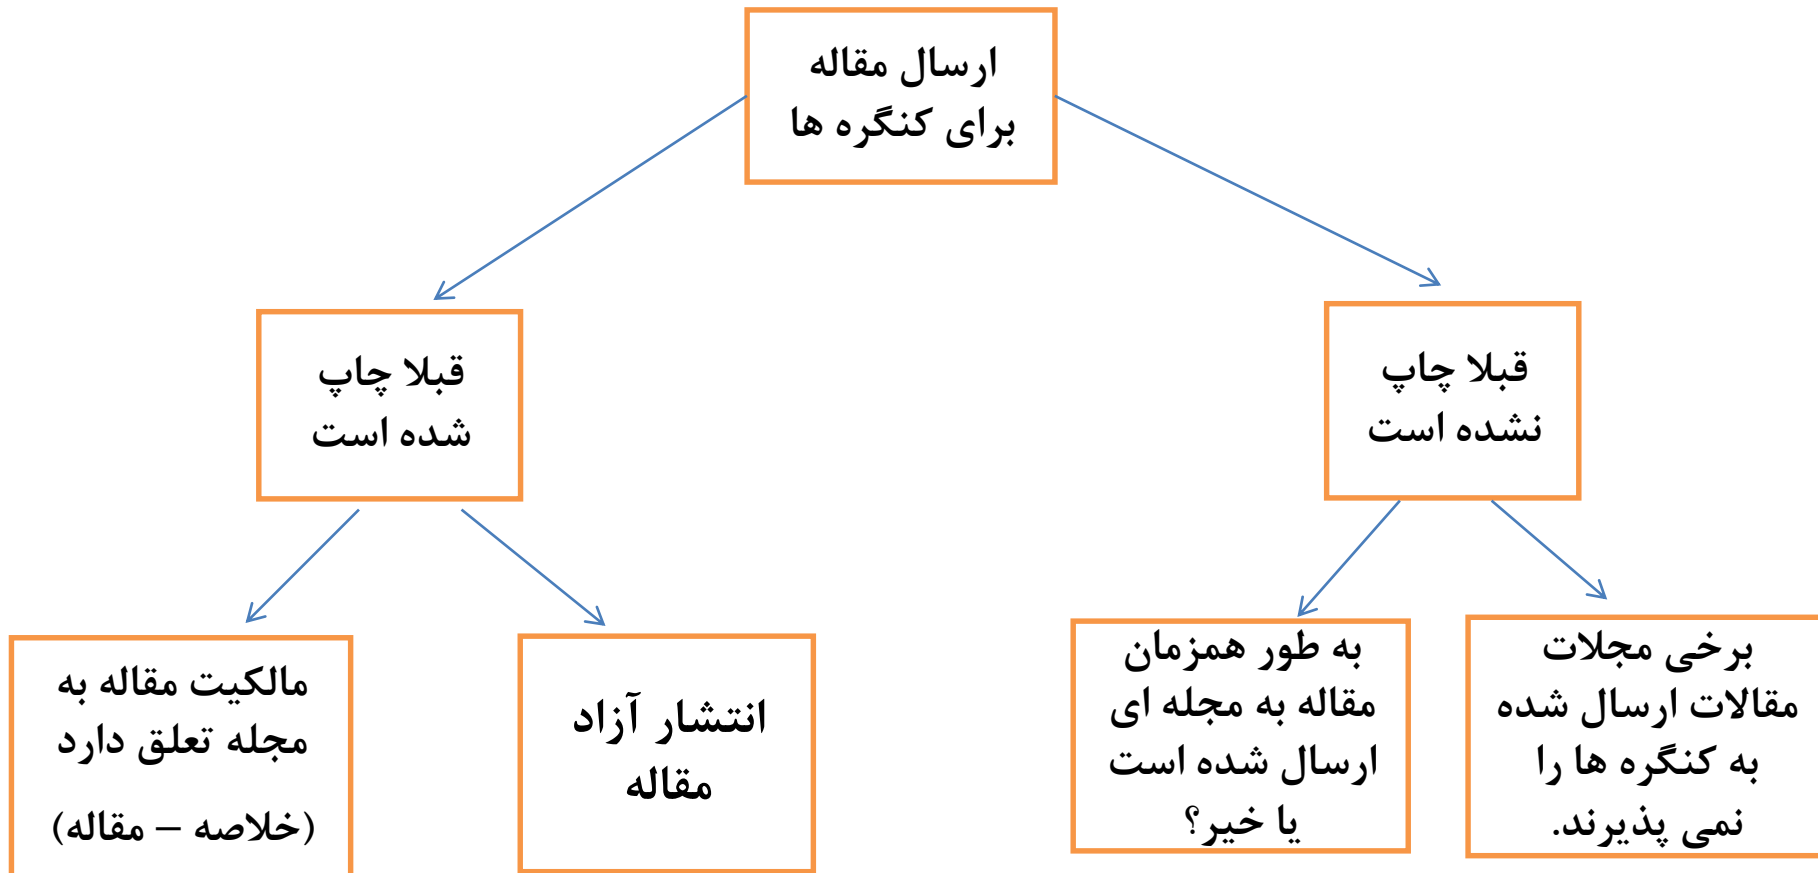 ارسال مقاله
برای کنگره ها
قبلا چاپ
نشده است
قبلا چاپ
شده است
برخی مجلات
مقالات ارسال شده
به کنگره ها را
نمی پذیرند.
به طور همزمان
مقاله به مجله ای
ارسال شده است
یا خیر؟
انتشار آزاد
مقاله
مالکیت مقاله به
مجله تعلق دارد
(خلاصه – مقاله)